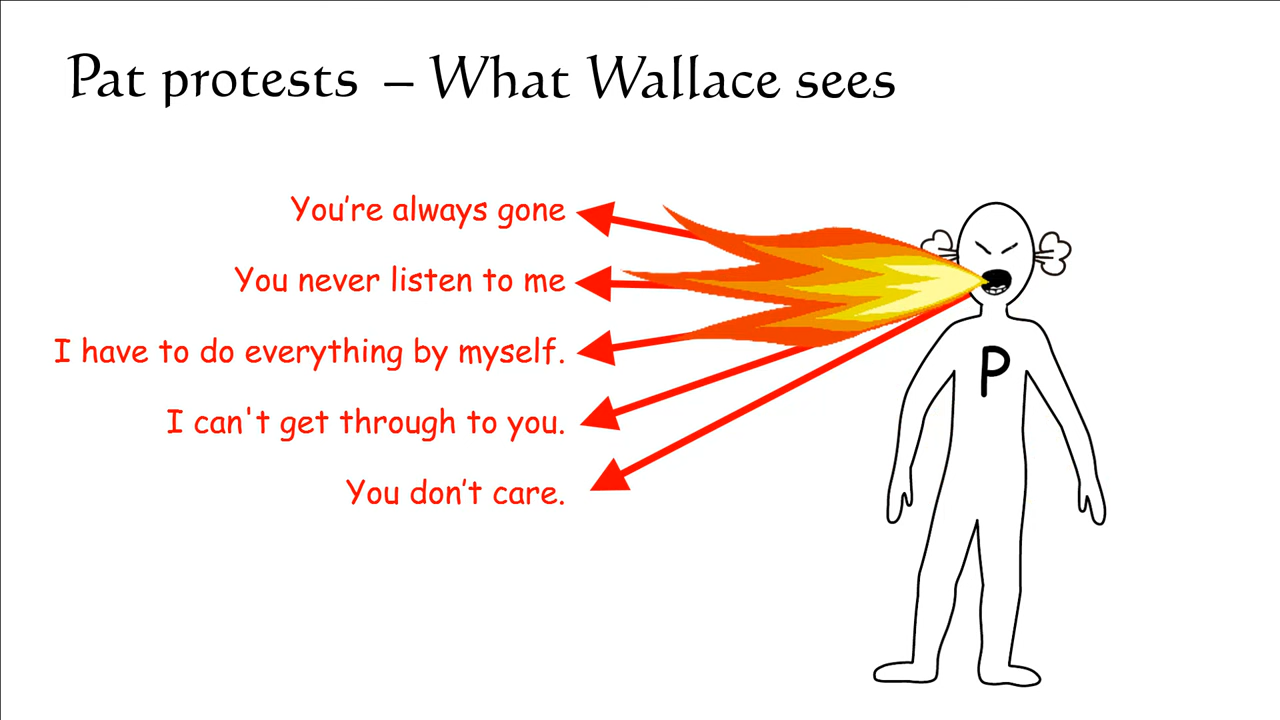 Pat protests – What Wallace sees
You’re always gone
You never listen to me
I have to do everything by myself.
I can't get through to you.
You don’t care.
P